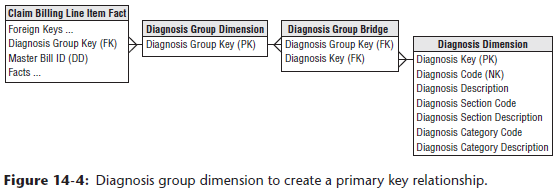 Claim Billing Line Item Fact
Foreign Keys ...
Diagnosis Group Key (FK)
Master Bill ID (DD)
Facts ...
Diagnosis Group Dimension
Diagnosis Group Key (PK)
Diagnosis Group Bridge
Diagnosis Group Key (FK)
Diagnosis Key (FK)
Diagnosis Dimension
Diagnosis Key (PK)
Diagnosis Code (NK)
Diagnosis Description
Diagnosis Section Code
Diagnosis Section Description
Diagnosis Category Code
Diagnosis Category Description
Figure 14-4: Diagnosis group dimension to create a primary key relationship.